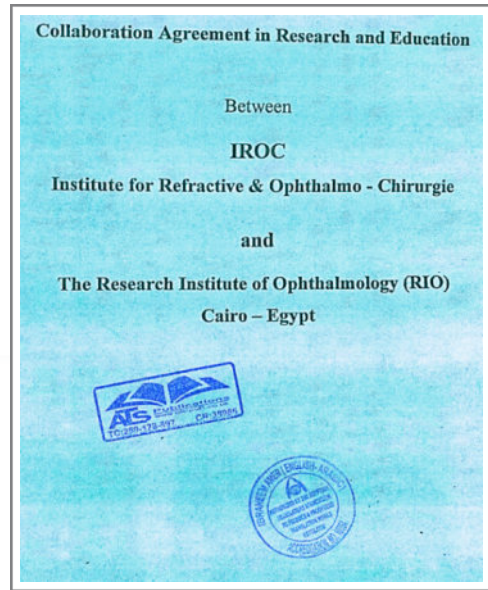 Collaboration Agreement in Research and Education
Between
IROC
Institute for Refractive & Ophthalmo - Chirurgie
and
The Research Institute of Ophthalmology (RIO)
Cairo – Egypt
ATS